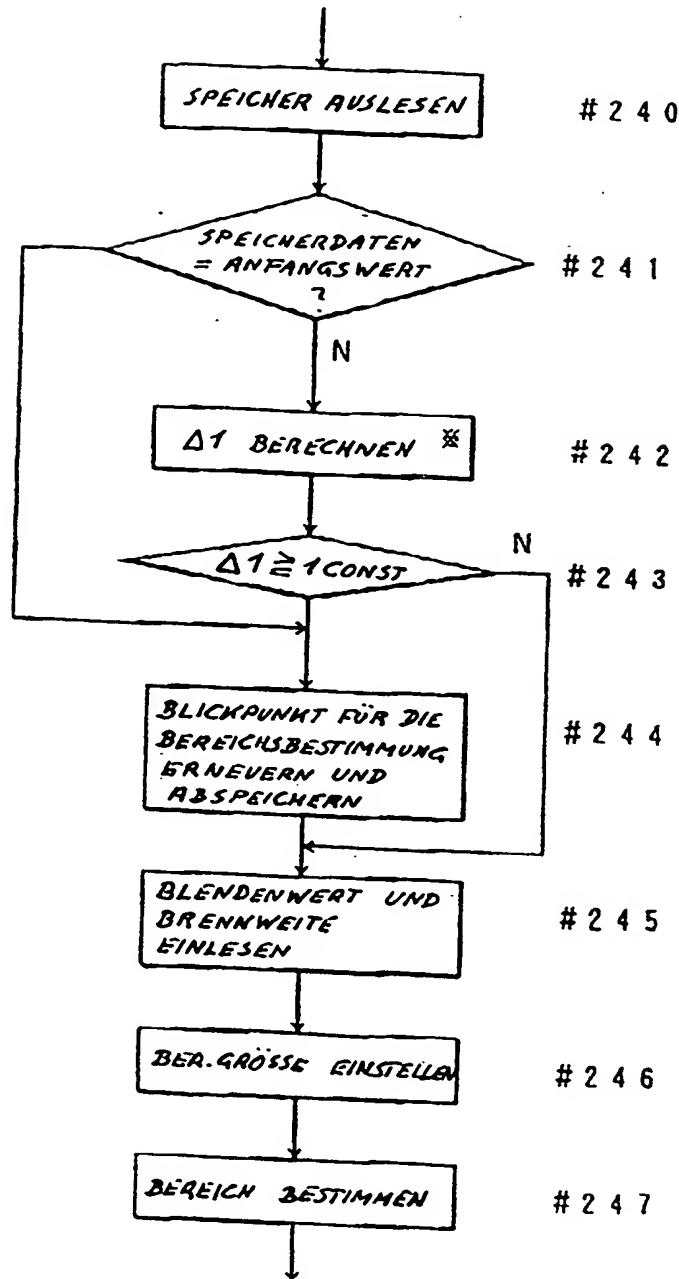 SPEICHER AUSLESEN
#240
SPEICHERDATEN
= ANFANGSWERT
?
#241
N
Δ1 BERECHNEN ※
#242
Δ1 ≧ 1CONST
N
#243
BLICKPUNKT FÜR DIE
BEREICHSBESTIMMUNG
ERNEUERN UND
ABSPEICHERN
#244
BLENDENWERT UND
BRENNWEITE
EINLESEN
#245
BER.GRÖSSE EINSTELLEN
#246
BEREICH BESTIMMEN
#247